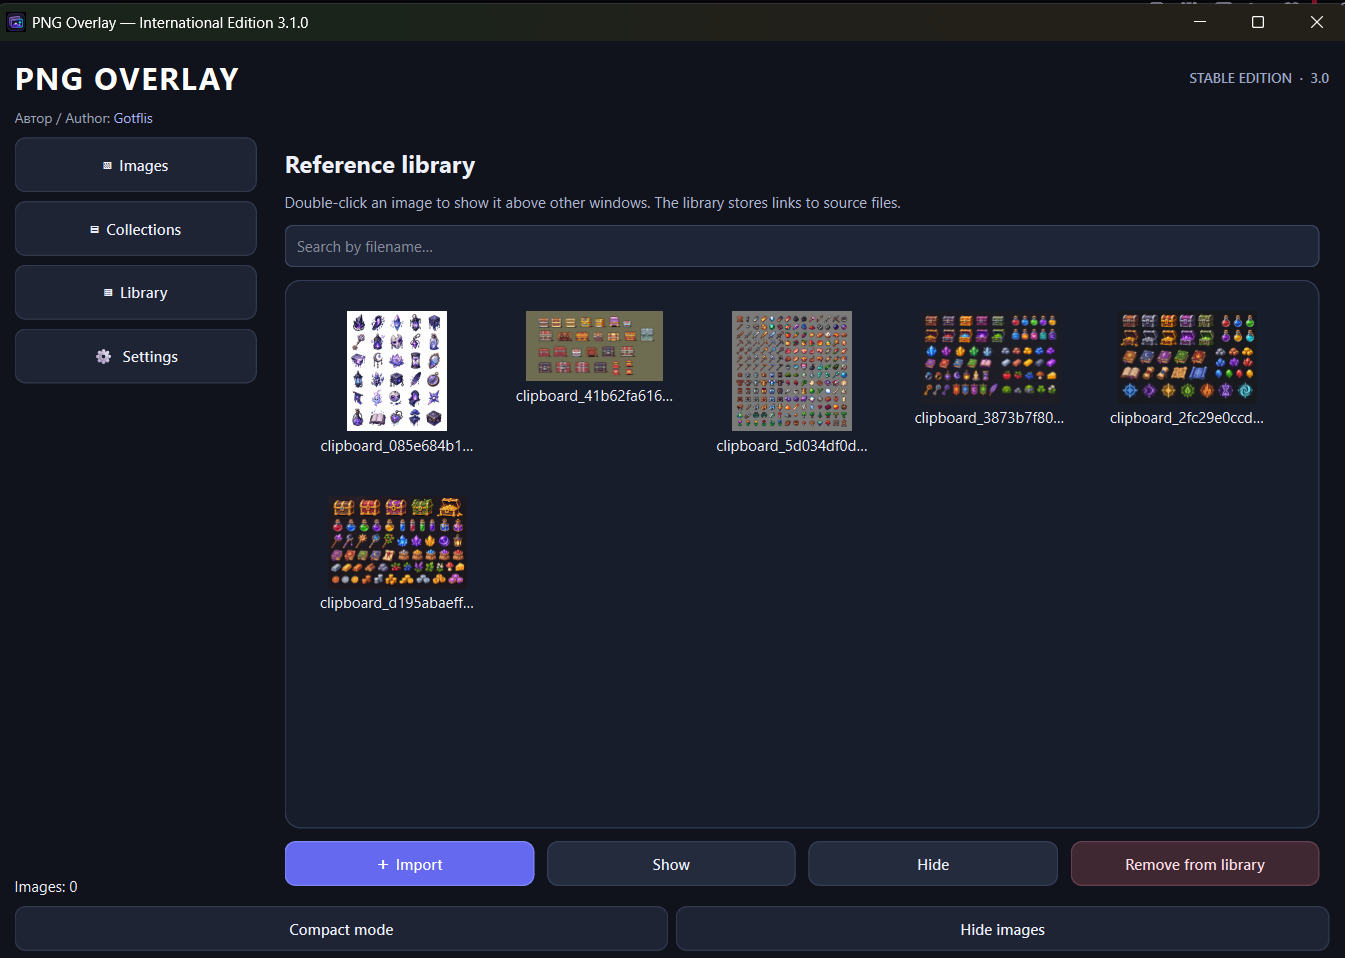 PNG Overlay — International Edition 3.1.0
PNG OVERLAY
STABLE EDITION · 3.0
Автор / Author: Gotflis
Images
Collections
Library
Settings
Reference library
Double-click an image to show it above other windows. The library stores links to source files.
Search by filename...
clipboard_085e684b1...
clipboard_41b62fa616...
clipboard_5d034df0d...
clipboard_3873b7f80...
clipboard_2fc29e0ccd...
clipboard_d195abaeff...
+ Import
Show
Hide
Remove from library
Images: 0
Compact mode
Hide images